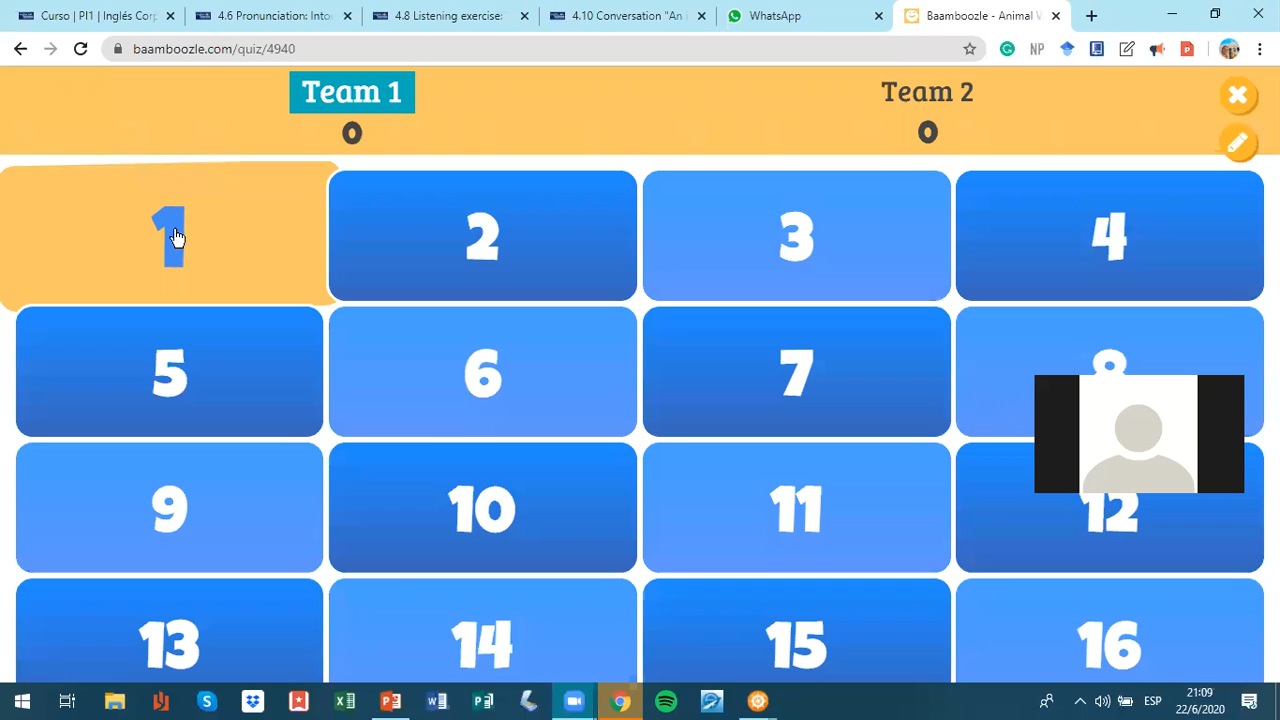 Curso | PI1 | Inglés Corp
4.6 Pronunciation: Into
4.8 Listening exercise:
4.10 Conversation "An i
WhatsApp
Baamboozle - Animal W
baamboozle.com/quiz/4940
NP
Team 1
Team 2
0
0
1
2
3
4
5
6
7
8
9
10
11
12
13
14
15
16
ESP
21:09
22/6/2020